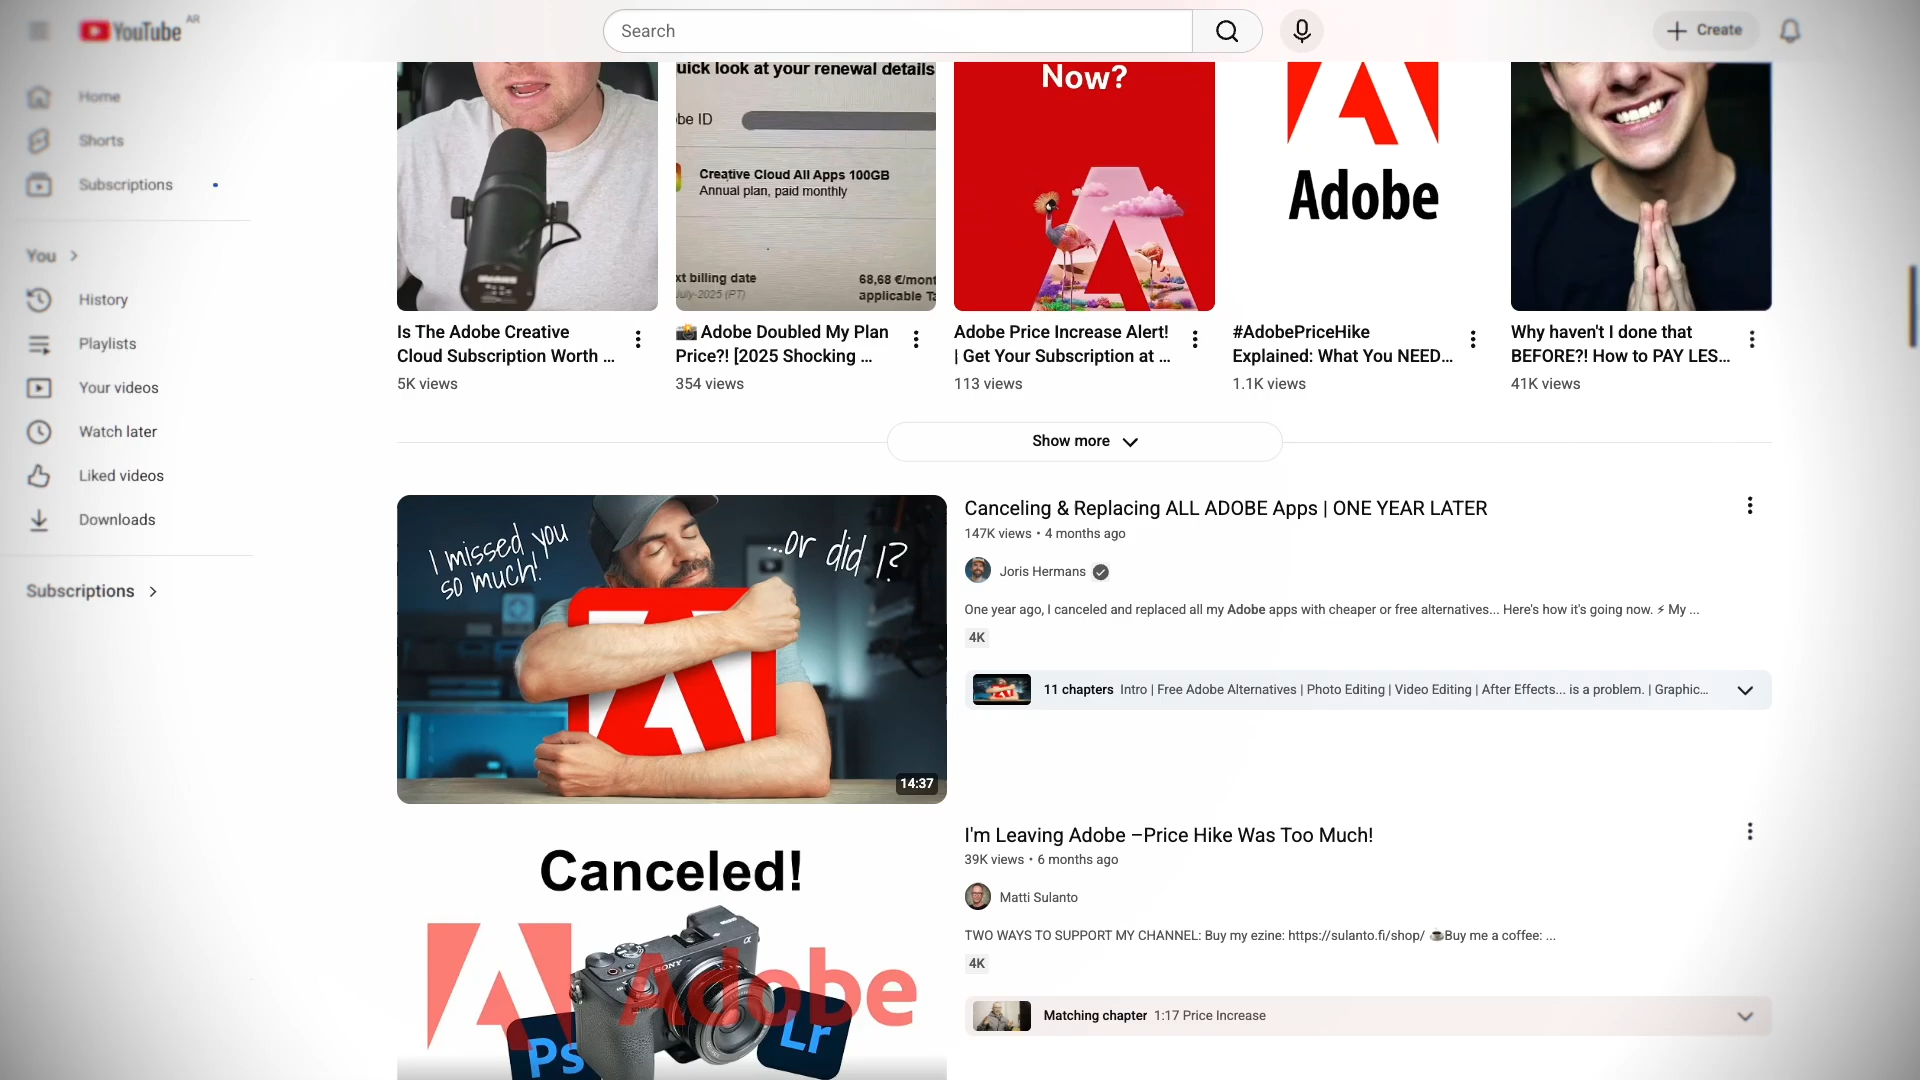 YouTube AR
Search
Create
Home
Shorts
Subscriptions
You
History
Playlists
Your videos
Watch later
Liked videos
Downloads
Subscriptions
uick look at your renewal details
be ID
Creative Cloud All Apps 100GB
Annual plan, paid monthly
xt billing date
July-2025 (PT)
68,68 €/mont
applicable Ta
Now?
Adobe
Is The Adobe Creative
Cloud Subscription Worth ...
5K views
📸 Adobe Doubled My Plan
Price?! [2025 Shocking ...
354 views
Adobe Price Increase Alert!
| Get Your Subscription at ...
113 views
#AdobePriceHike
Explained: What You NEED...
1.1K views
Why haven't I done that
BEFORE?! How to PAY LES...
41K views
Show more
I missed you
so much!
...or did I?
14:37
Canceling & Replacing ALL ADOBE Apps | ONE YEAR LATER
147K views • 4 months ago
Joris Hermans
One year ago, I canceled and replaced all my Adobe apps with cheaper or free alternatives... Here's how it's going now. ⚡ My ...
4K
11 chapters Intro | Free Adobe Alternatives | Photo Editing | Video Editing | After Effects... is a problem. | Graphic...
Canceled!
Adobe
SONY
α
Ps
Lr
I'm Leaving Adobe –Price Hike Was Too Much!
39K views • 6 months ago
Matti Sulanto
TWO WAYS TO SUPPORT MY CHANNEL: Buy my ezine: https://sulanto.fi/shop/ ☕Buy me a coffee: ...
4K
Matching chapter 1:17 Price Increase